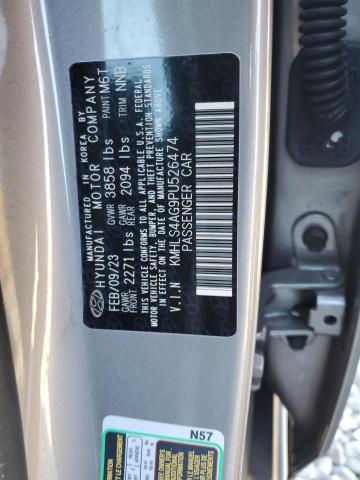 MANUFACTURED IN KOREA BY
HYUNDAI MOTOR COMPANY
FEB/09/23 GVWR 3858 lbs PAINT M6T
GAWR FRONT 2271 lbs GAWR REAR 2094 lbs TRIM NNB
THIS VEHICLE CONFORMS TO ALL APPLICABLE U.S.A. FEDERAL
MOTOR VEHICLE SAFETY, BUMPER, AND THEFT PREVENTION
STANDARDS IN EFFECT ON THE DATE OF MANUFACTURE
SHOWN ABOVE.
V.I.N KMHLS4AG9PU526474
PASSENGER CAR
N57